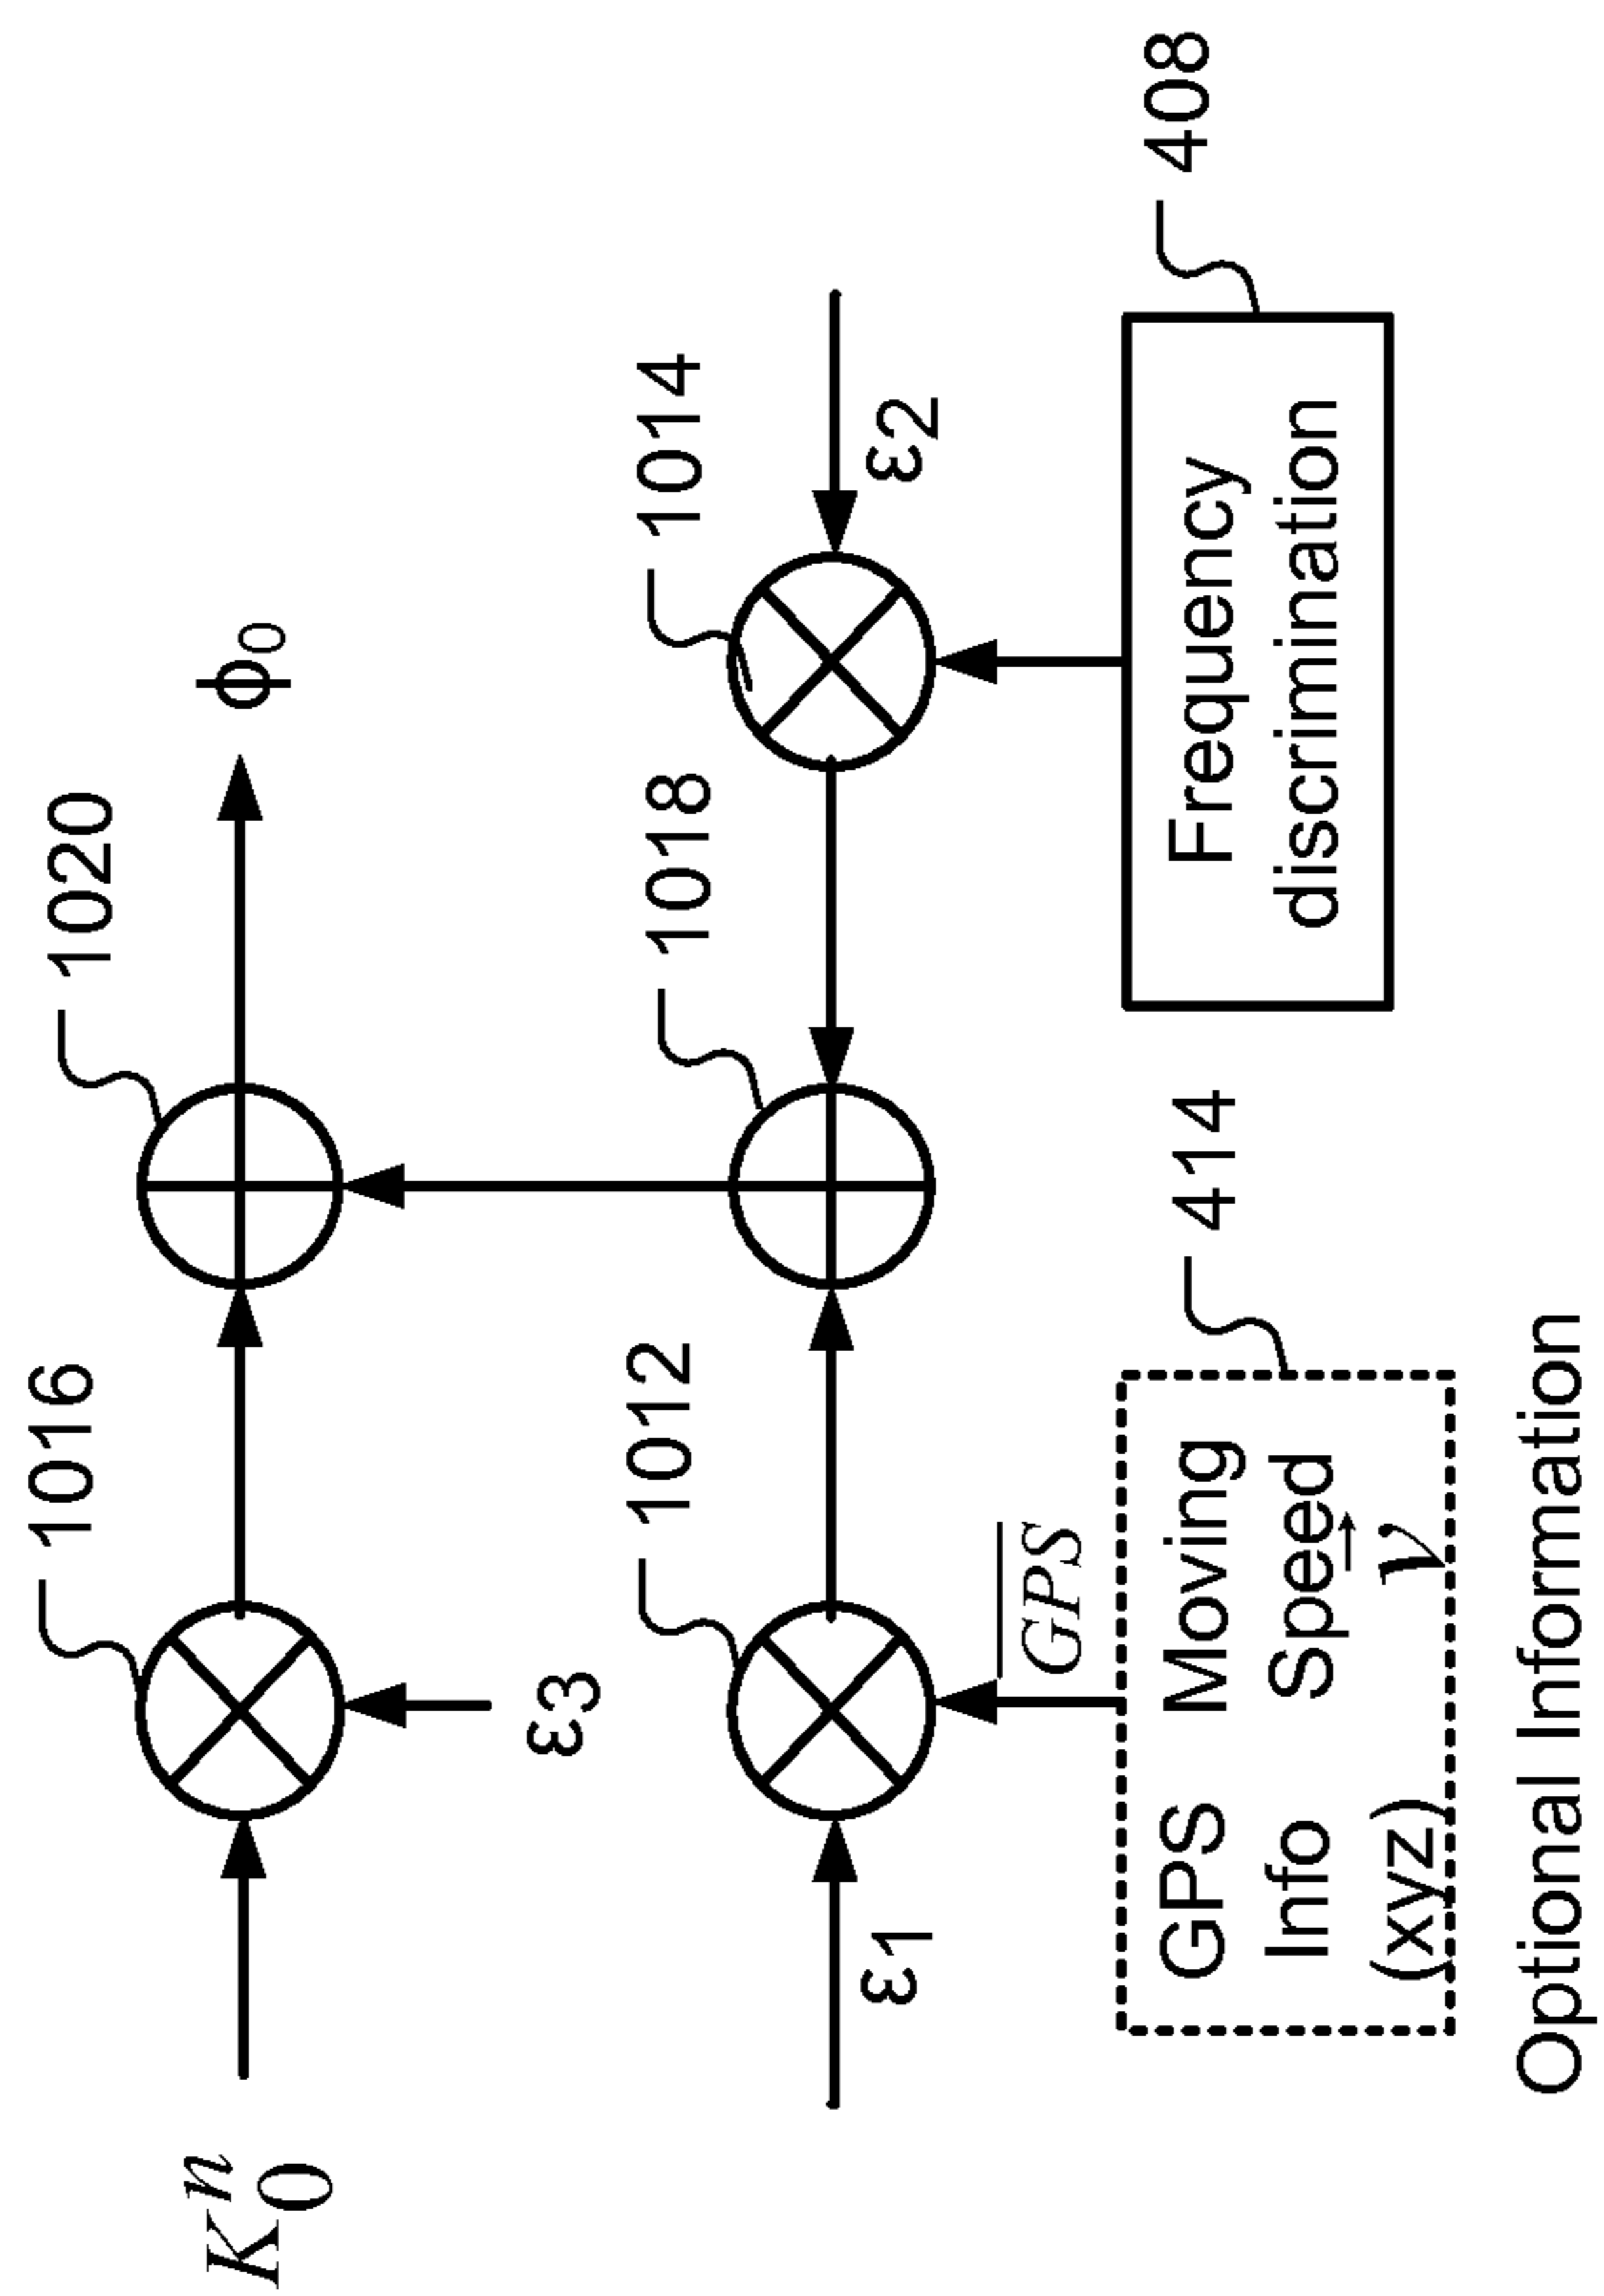 1016
1020
ϕ0
K₀ⁿ
ε3
1012
1018
1014
ε1
ε2
GPS
414
408
GPS Moving
Info Speed
(xyz) v
Frequency
discrimination
Optional Information